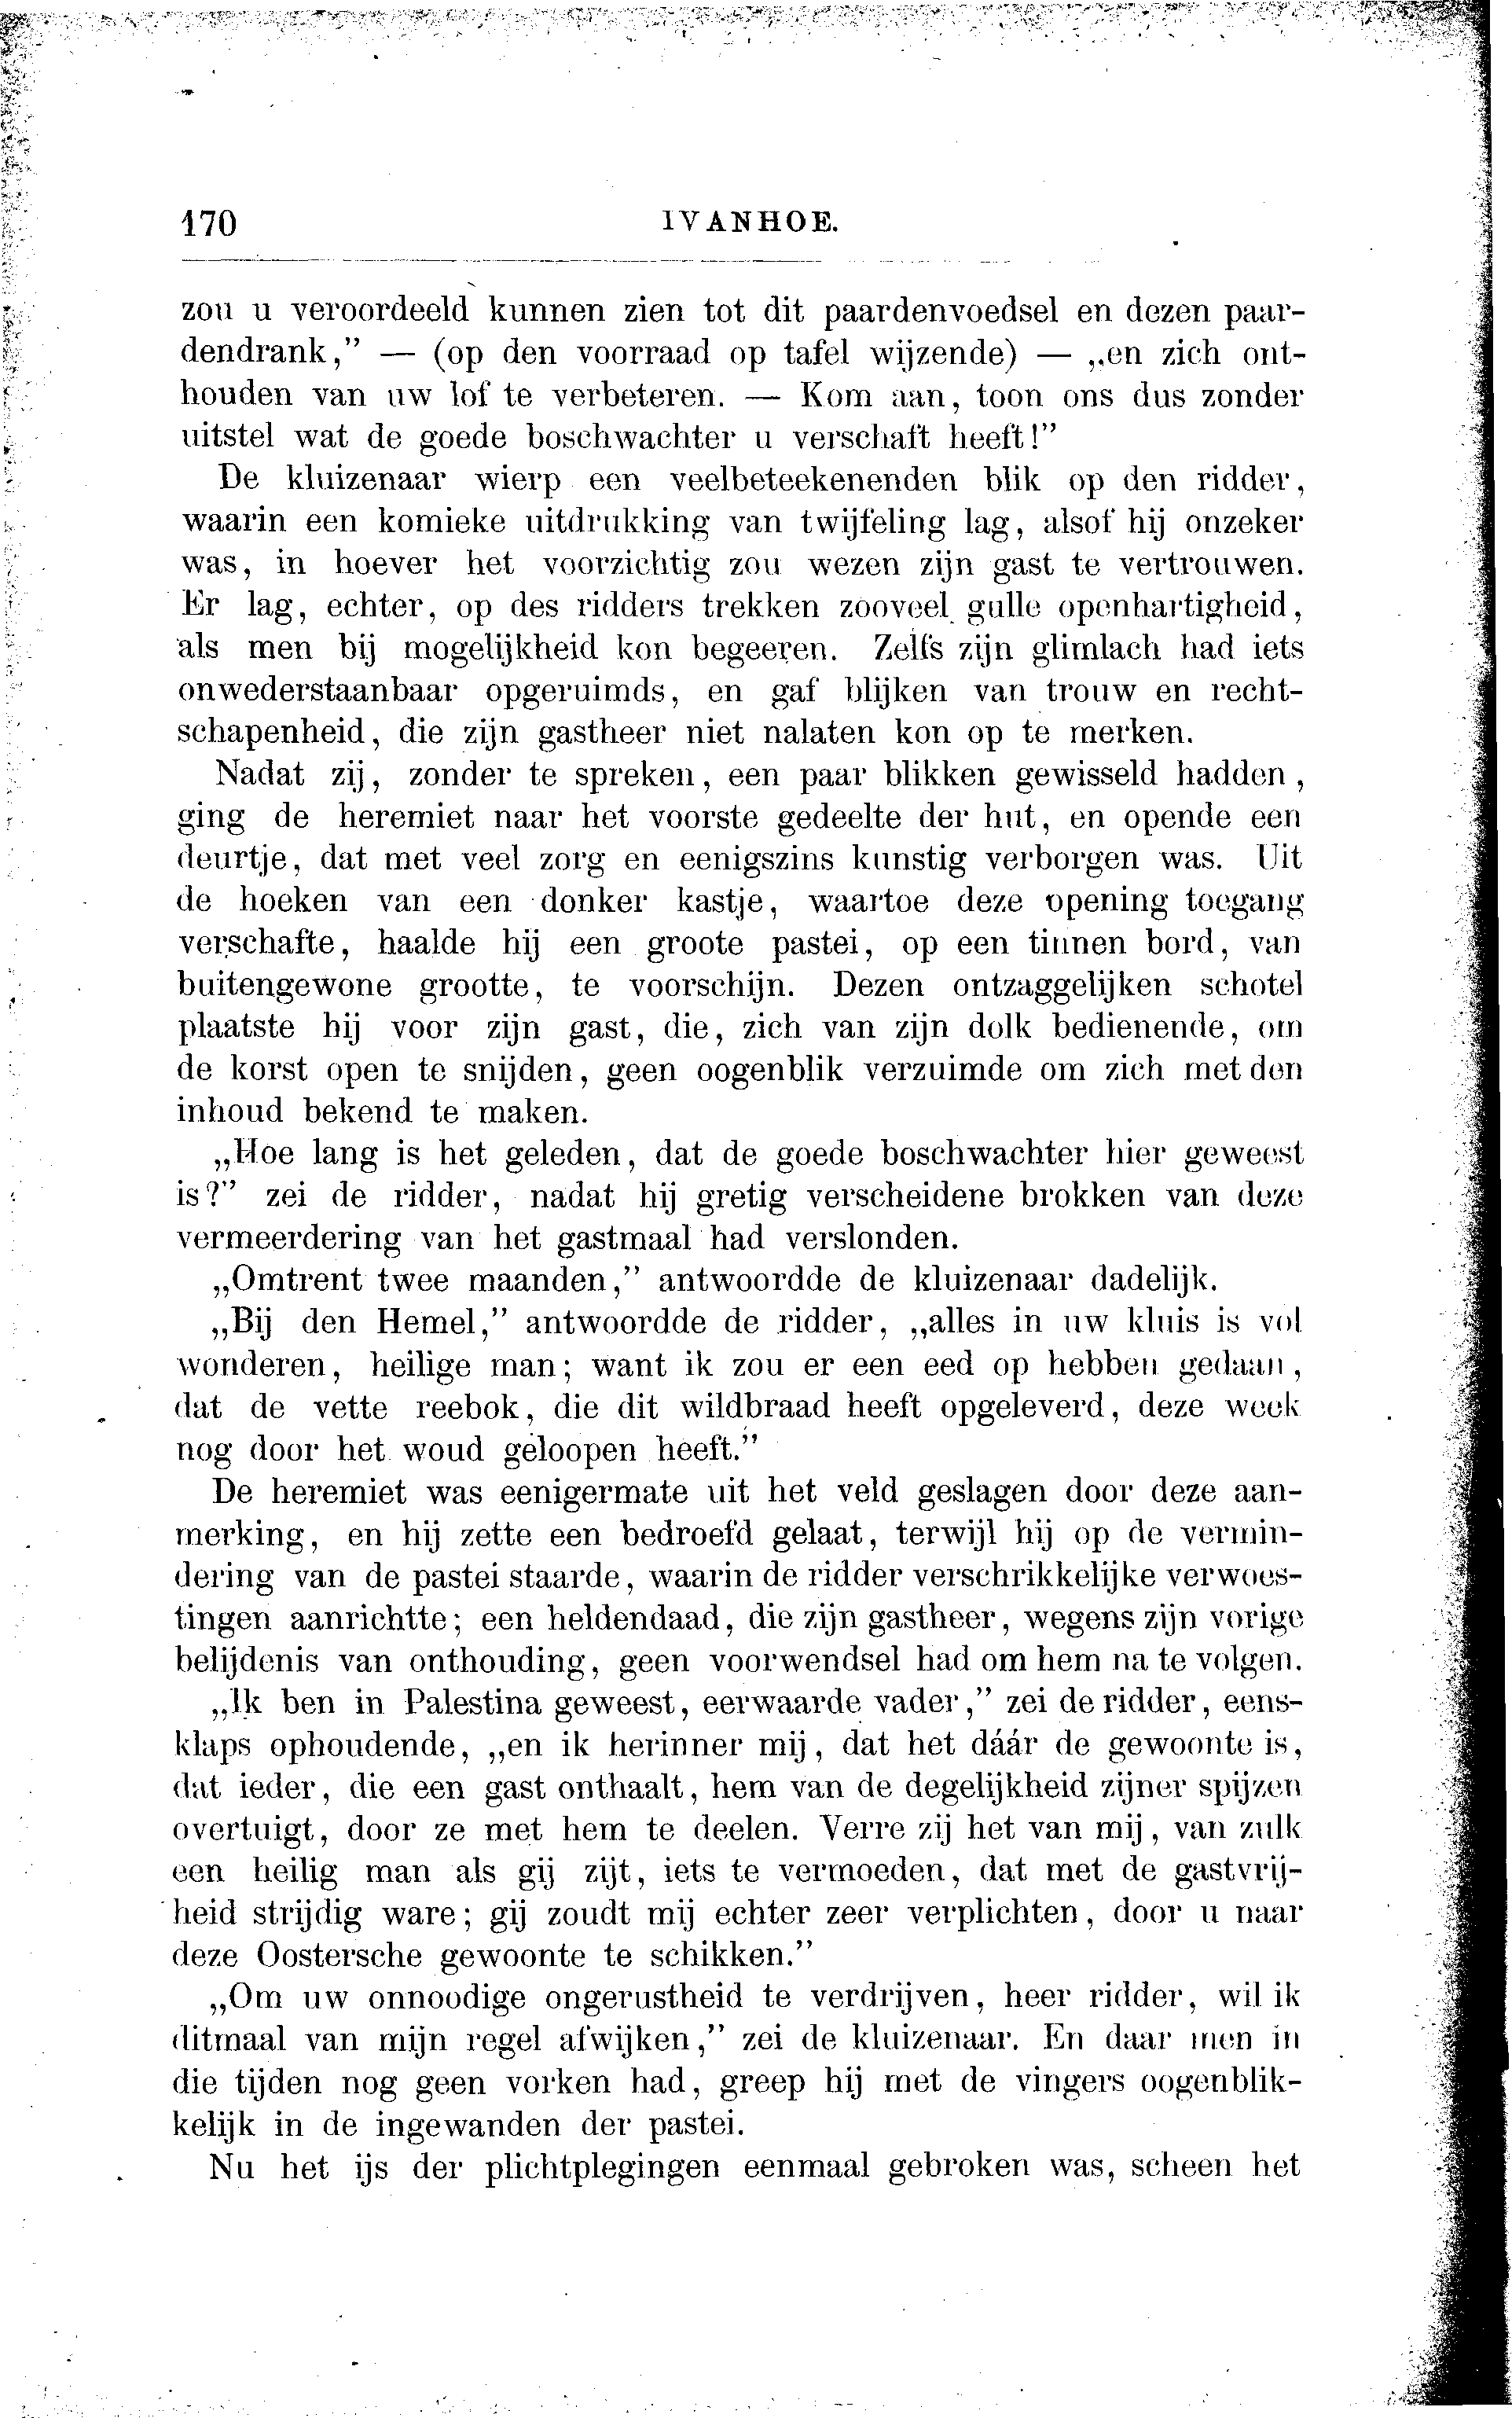 170 IVANHOE.
zou u veroordeeld kunnen zien tot dit paardenvoedsel en dezen paar-
dendrank,” — (op den voorraad op tafel wijzende) — „en zich ont-
houden van uw lof te verbeteren. — Kom aan, toon ons dus zonder
uitstel wat de goede boschwachter u verschaft heeft!”
De kluizenaar wierp een veelbeteekenenden blik op den ridder,
waarin een komieke uitdrukking van twijfeling lag, alsof hij onzeker
was, in hoever het voorzichtig zou wezen zijn gast te vertrouwen.
Er lag, echter, op des ridders trekken zooveel gulle openhartigheid,
als men bij mogelijkheid kon begeeren. Zelfs zijn glimlach had iets
onwederstaanbaar opgeruimds, en gaf blijken van trouw en recht-
schapenheid, die zijn gastheer niet nalaten kon op te merken.
Nadat zij, zonder te spreken, een paar blikken gewisseld hadden,
ging de heremiet naar het voorste gedeelte der hut, en opende een
deurtje, dat met veel zorg en eenigszins kunstig verborgen was. Uit
de hoeken van een donker kastje, waartoe deze opening toegang
verschafte, haalde hij een groote pastei, op een tinnen bord, van
buitengewone grootte, te voorschijn. Dezen ontzaggelijken schotel
plaatste hij voor zijn gast, die, zich van zijn dolk bedienende, om
de korst open te snijden, geen oogenblik verzuimde om zich met den
inhoud bekend te maken.
„Hoe lang is het geleden, dat de goede boschwachter hier geweest
is?” zei de ridder, nadat hij gretig verscheidene brokken van deze
vermeerdering van het gastmaal had verslonden.
„Omtrent twee maanden,” antwoordde de kluizenaar dadelijk.
„Bij den Hemel,” antwoordde de ridder, „alles in uw kluis is vol
wonderen, heilige man; want ik zou er een eed op hebben gedaan,
dat de vette reebok, die dit wildbraad heeft opgeleverd, deze week
nog door het woud geloopen heeft.”
De heremiet was eenigermate uit het veld geslagen door deze aan-
merking, en hij zette een bedroefd gelaat, terwijl hij op de vermin-
dering van de pastei staarde, waarin de ridder verschrikkelijke verwoes-
tingen aanrichtte; een heldendaad, die zijn gastheer, wegens zijn vorige
belijdenis van onthouding, geen voorwendsel had om hem na te volgen.
„Ik ben in Palestina geweest, eerwaarde vader,” zei de ridder, eens-
klaps ophoudende, „en ik herinner mij, dat het dáár de gewoonte is,
dat ieder, die een gast onthaalt, hem van de degelijkheid zijner spijzen
overtuigt, door ze met hem te deelen. Verre zij het van mij, van zulk
een heilig man als gij zijt, iets te vermoeden, dat met de gastvrij-
heid strijdig ware; gij zoudt mij echter zeer verplichten, door u naar
deze Oostersche gewoonte te schikken.”
„Om uw onnoodige ongerustheid te verdrijven, heer ridder, wil ik
ditmaal van mijn regel afwijken,” zei de kluizenaar. En daar men in
die tijden nog geen vorken had, greep hij met de vingers oogenblik-
kelijk in de ingewanden der pastei.
Nu het ijs der plichtplegingen eenmaal gebroken was, scheen het